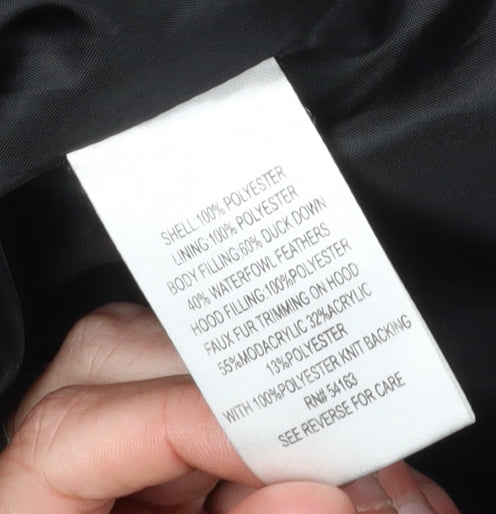 SHELL:100% POLYESTER
LINING:100% POLYESTER
BODY FILLING:60% DUCK DOWN
40% WATERFOWL FEATHERS
HOOD FILLING:100%POLYESTER
FAUX FUR TRIMMING ON HOOD:
55%MODACRYLIC 32%ACRYLIC
13%POLYESTER
WITH 100%POLYESTER KNIT BACKING
RN# 54163
SEE REVERSE FOR CARE